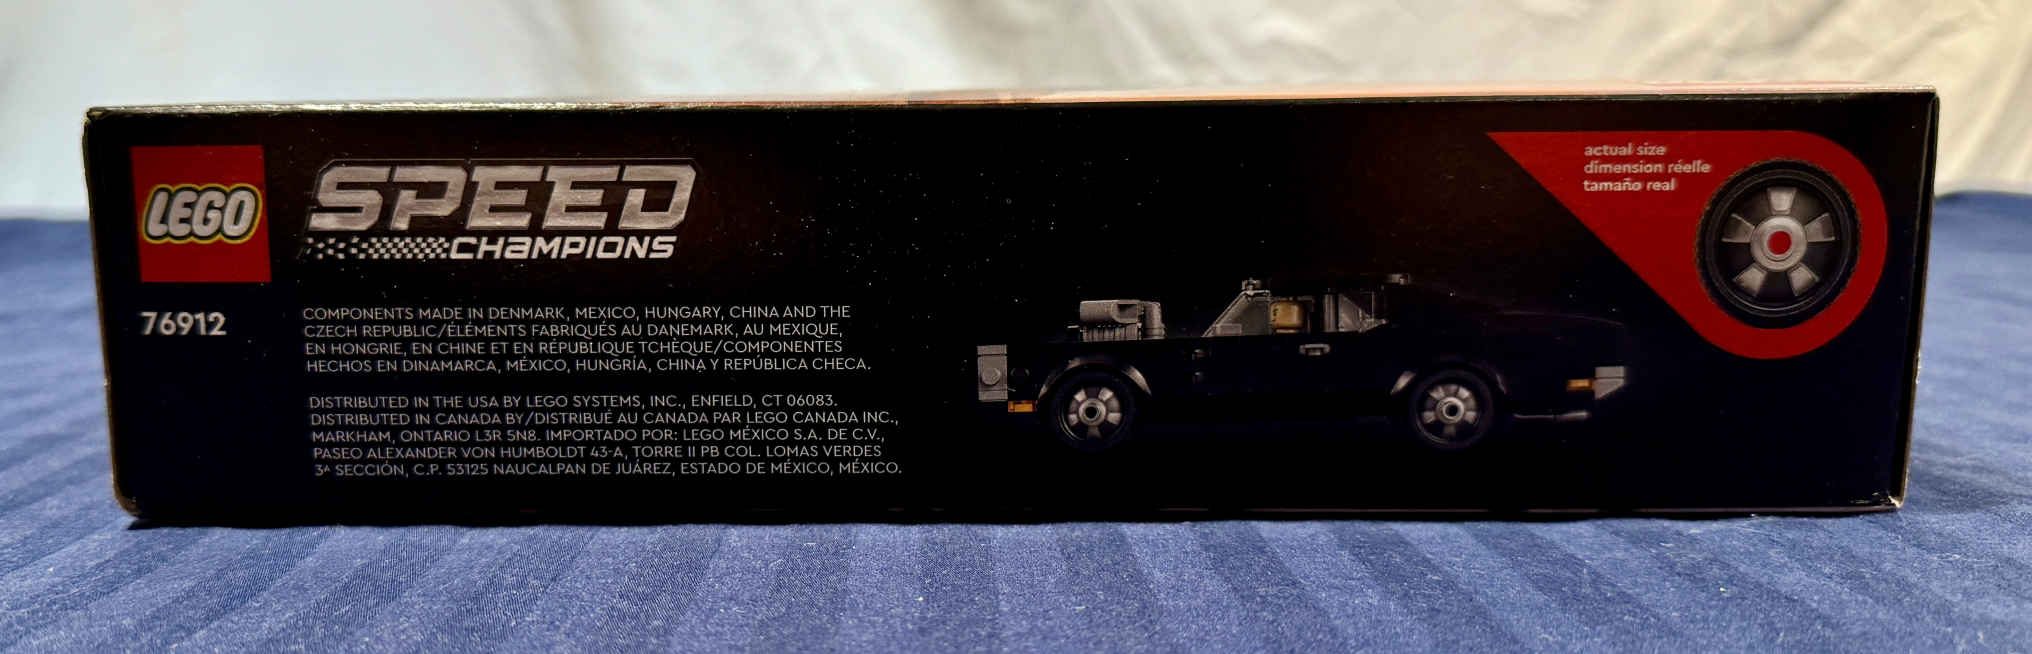 LEGO
SPEED
CHAMPIONS
76912
COMPONENTS MADE IN DENMARK, MEXICO, HUNGARY, CHINA AND THE
CZECH REPUBLIC/ÉLÉMENTS FABRIQUÉS AU DANEMARK, AU MEXIQUE,
EN HONGRIE, EN CHINE ET EN RÉPUBLIQUE TCHÈQUE/COMPONENTES
HECHOS EN DINAMARCA, MÉXICO, HUNGRÍA, CHINA Y REPÚBLICA CHECA.
DISTRIBUTED IN THE USA BY LEGO SYSTEMS, INC., ENFIELD, CT 06083.
DISTRIBUTED IN CANADA BY/DISTRIBUÉ AU CANADA PAR LEGO CANADA INC.,
MARKHAM, ONTARIO L3R 5N8. IMPORTADO POR: LEGO MÉXICO S.A. DE C.V.,
PASEO ALEXANDER VON HUMBOLDT 43-A, TORRE II PB COL. LOMAS VERDES
3ᴬ SECCIÓN, C.P. 53125 NAUCALPAN DE JUÁREZ, ESTADO DE MÉXICO, MÉXICO.
actual size
dimension réelle
tamaño real